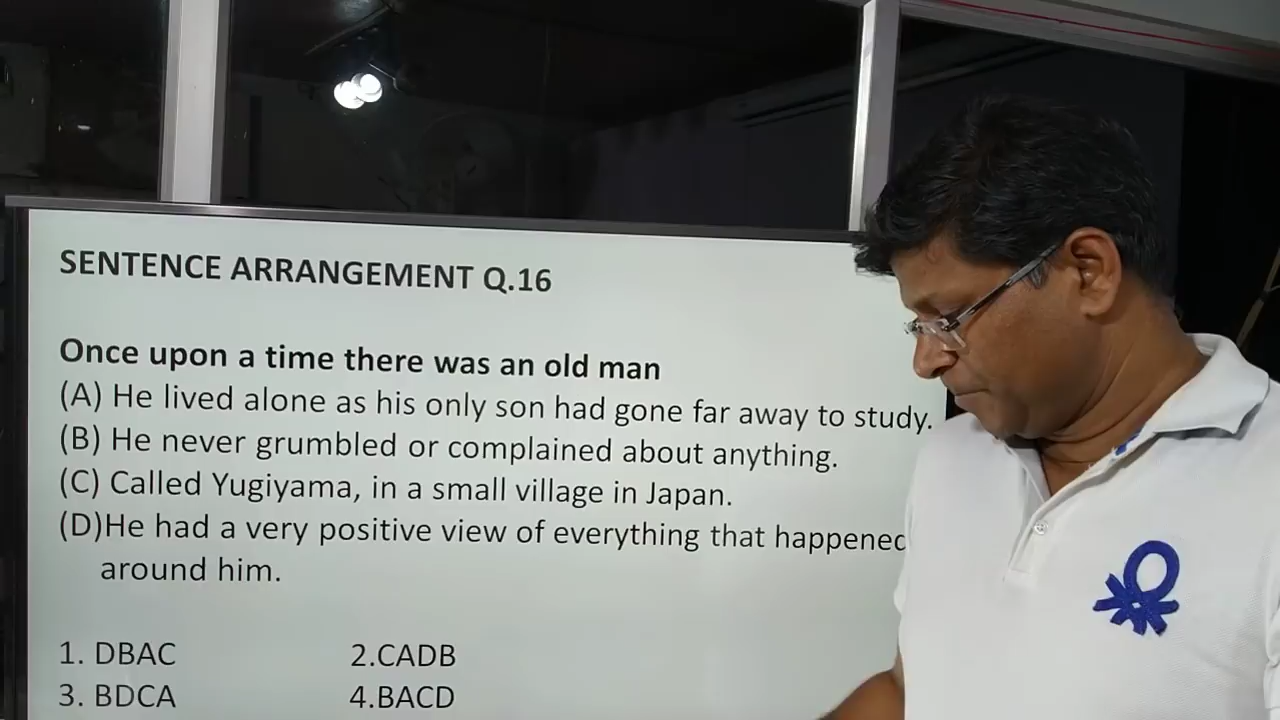 SENTENCE ARRANGEMENT Q.16
Once upon a time there was an old man
(A) He lived alone as his only son had gone far away to study.
(B) He never grumbled or complained about anything.
(C) Called Yugiyama, in a small village in Japan.
(D)He had a very positive view of everything that happened
around him.
1. DBAC 2.CADB
3. BDCA 4.BACD